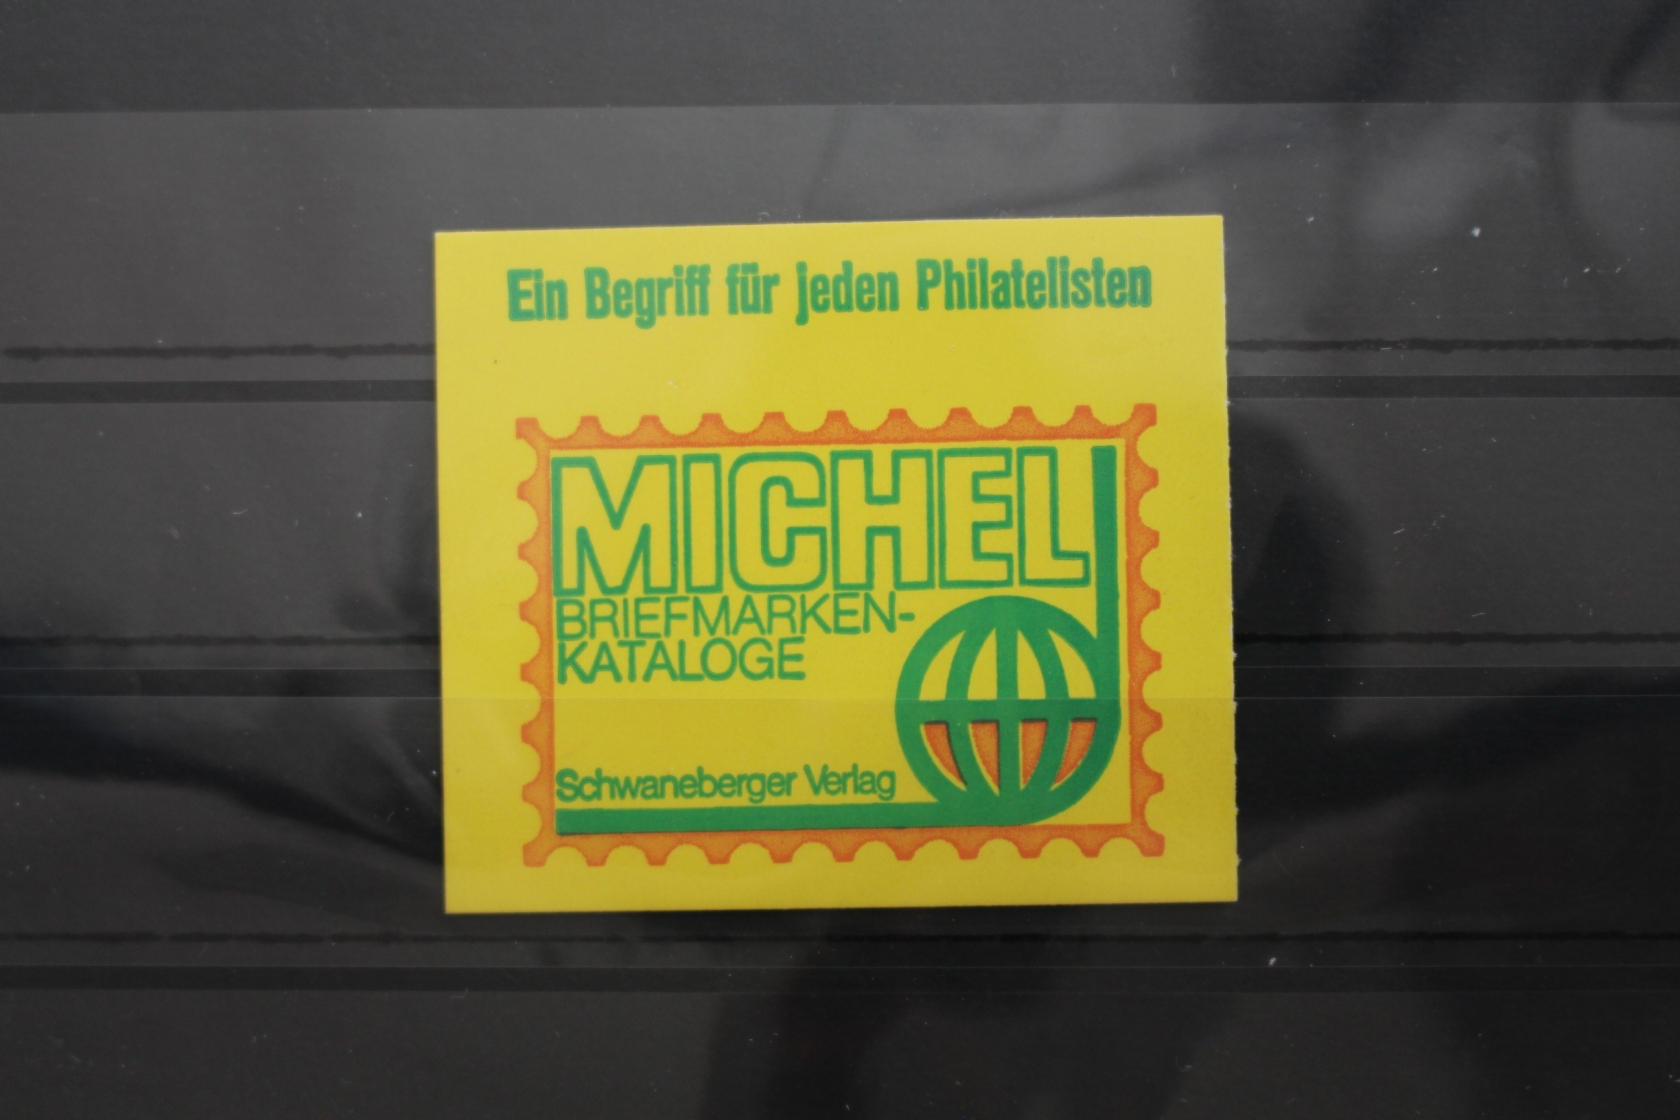 Ein Begriff für jeden Philatelisten
MICHEL
BRIEFMARKEN-
KATALOGE
Schwaneberger Verlag